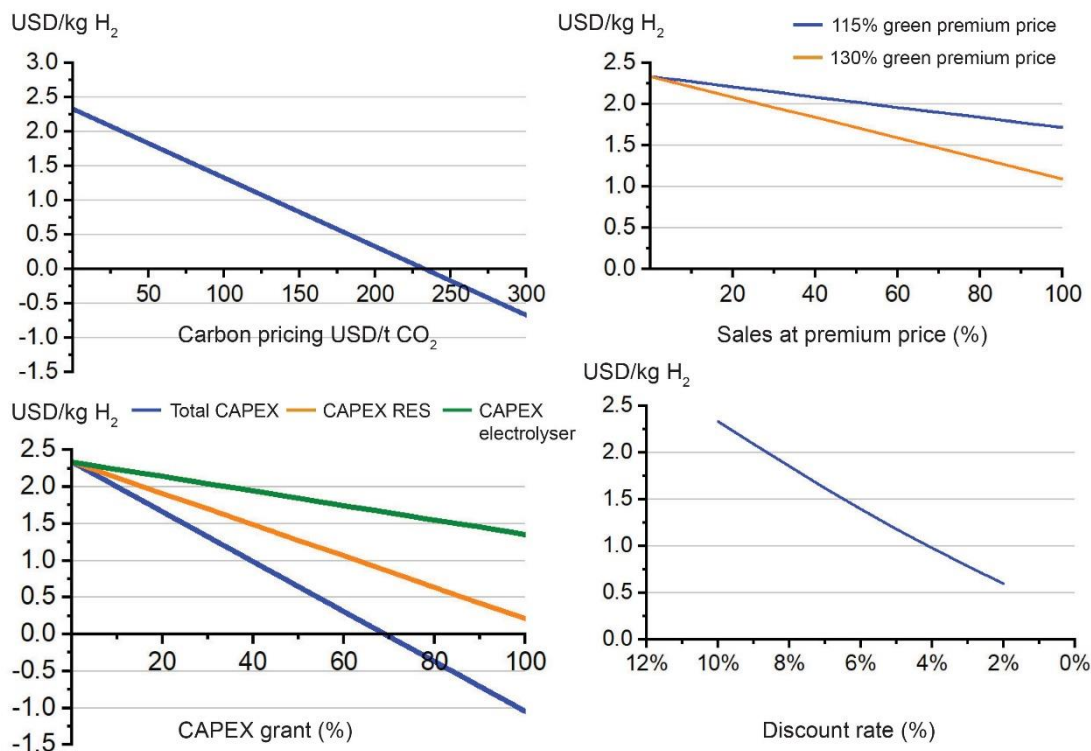 USD/kg H₂
3.0
2.5
2.0
1.5
1.0
0.5
0.0
-0.5
-1.0
-1.5
50 100 150 200 250 300
Carbon pricing USD/t CO₂
USD/kg H₂
115% green premium price
130% green premium price
2.5
2.0
1.5
1.0
0.5
0.0
20 40 60 80 100
Sales at premium price (%)
USD/kg H₂
Total CAPEX CAPEX RES CAPEX
electrolyser
2.5
2.0
1.5
1.0
0.5
0.0
-0.5
-1.0
-1.5
20 40 60 80 100
CAPEX grant (%)
USD/kg H₂
2.5
2.0
1.5
1.0
0.5
0.0
12% 10% 8% 6% 4% 2% 0%
Discount rate (%)